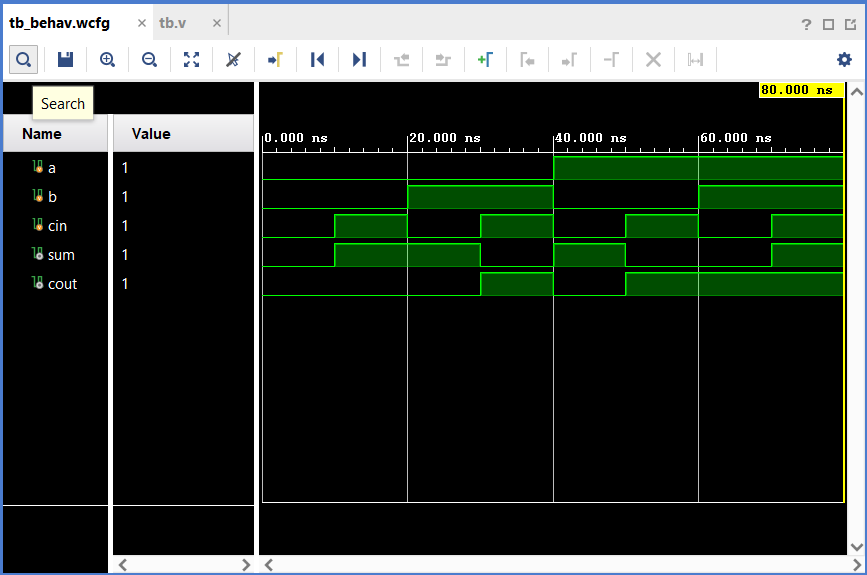 tb_behav.wcfg × tb.v ×
?
Search
80.000 ns
Name Value
0.000 ns 20.000 ns 40.000 ns 60.000 ns
a 1
b 1
cin 1
sum 1
cout 1